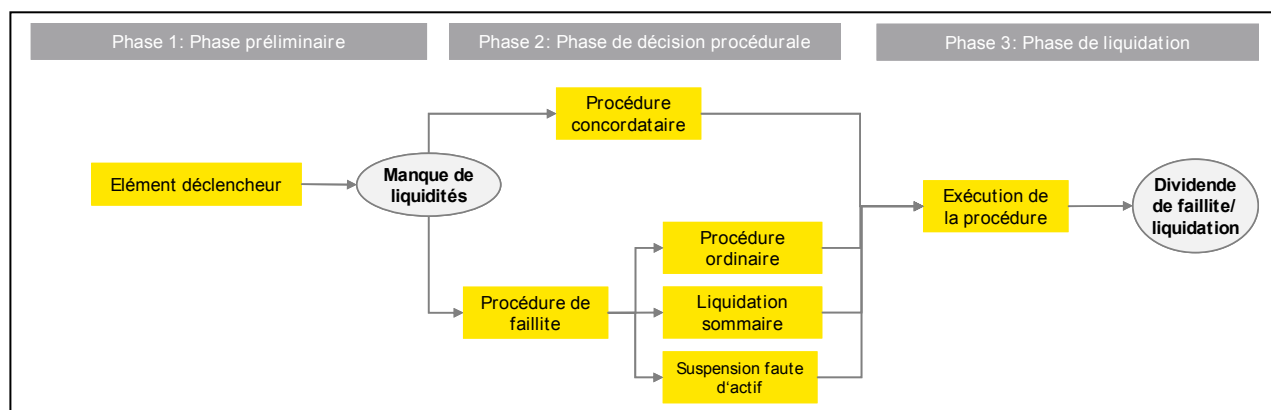 Phase 1: Phase préliminaire
Phase 2: Phase de décision procédurale
Phase 3: Phase de liquidation
Procédure
concordataire
Elément déclencheur
Manque de
liquidités
Exécution de
la procédure
Dividende
de faillite/
liquidation
Procédure
ordinaire
Procédure de
faillite
Liquidation
sommaire
Suspension faute
d'actif